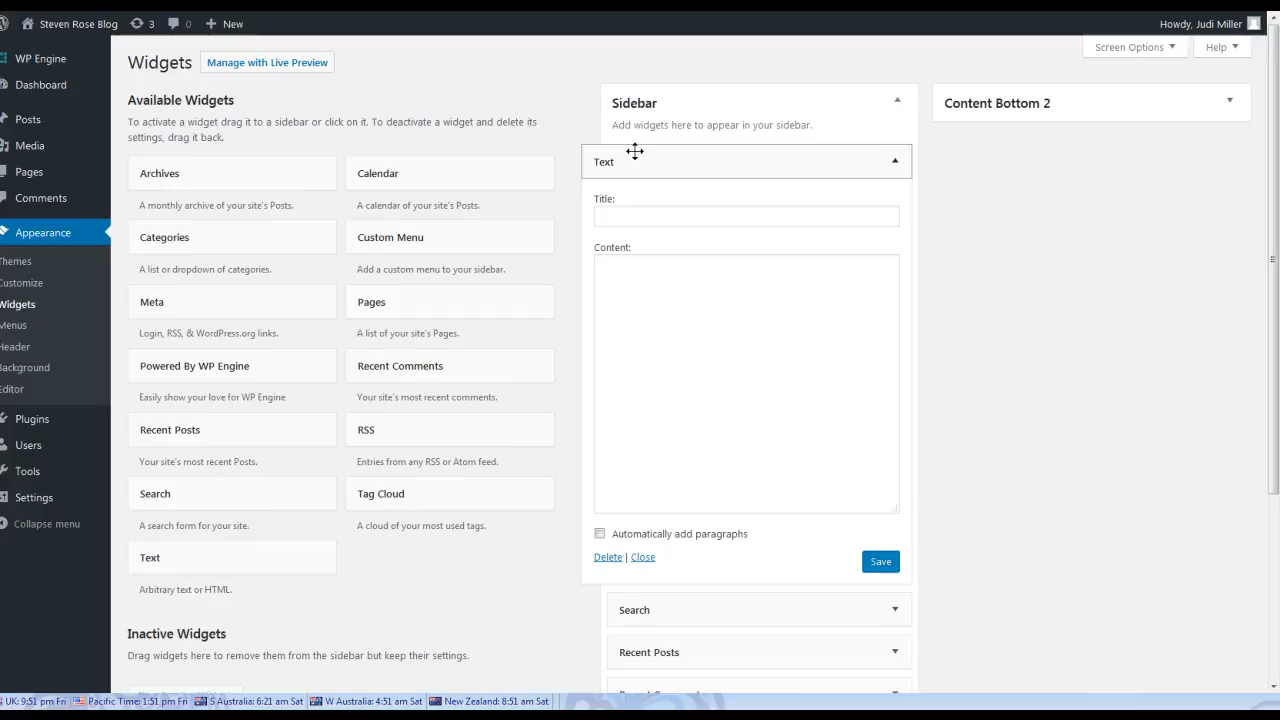 Steven Rose Blog
3
0
New
Howdy, Judi Miller
WP Engine
Dashboard
Posts
Media
Pages
Comments
Appearance
Themes
Customize
Widgets
Menus
Header
Background
Editor
Plugins
Users
Tools
Settings
Collapse menu
Screen Options
Help
Widgets
Manage with Live Preview
Available Widgets
To activate a widget drag it to a sidebar or click on it. To deactivate a widget and delete its
settings, drag it back.
Archives
A monthly archive of your site's Posts.
Calendar
A calendar of your site's Posts.
Categories
A list or dropdown of categories.
Custom Menu
Add a custom menu to your sidebar.
Meta
Login, RSS, & WordPress.org links.
Pages
A list of your site's Pages.
Powered By WP Engine
Easily show your love for WP Engine
Recent Comments
Your site's most recent comments.
Recent Posts
Your site's most recent Posts.
RSS
Entries from any RSS or Atom feed.
Search
A search form for your site.
Tag Cloud
A cloud of your most used tags.
Text
Arbitrary text or HTML.
Inactive Widgets
Drag widgets here to remove them from the sidebar but keep their settings.
Sidebar
Add widgets here to appear in your sidebar.
Text
Title:
Content:
Automatically add paragraphs
Delete | Close
Save
Search
Recent Posts
Content Bottom 2
UK: 9:51 pm Fri
Pacific Time: 1:51 pm Fri
S Australia: 6:21 am Sat
W Australia: 4:51 am Sat
New Zealand: 8:51 am Sat